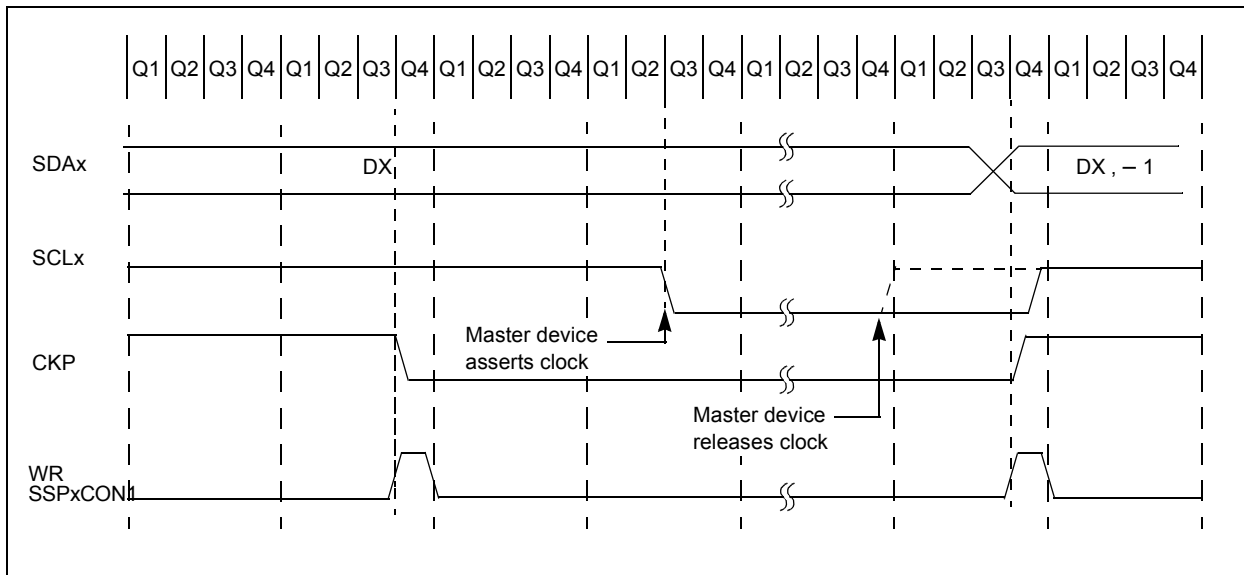 Q1 Q2 Q3 Q4 Q1 Q2 Q3 Q4 Q1 Q2 Q3 Q4 Q1 Q2 Q3 Q4 Q1 Q2 Q3 Q4 Q1 Q2 Q3 Q4 Q1 Q2 Q3 Q4
SDAx
DX
DX , – 1
SCLx
Master device
asserts clock
CKP
Master device
releases clock
WR
SSPxCON1